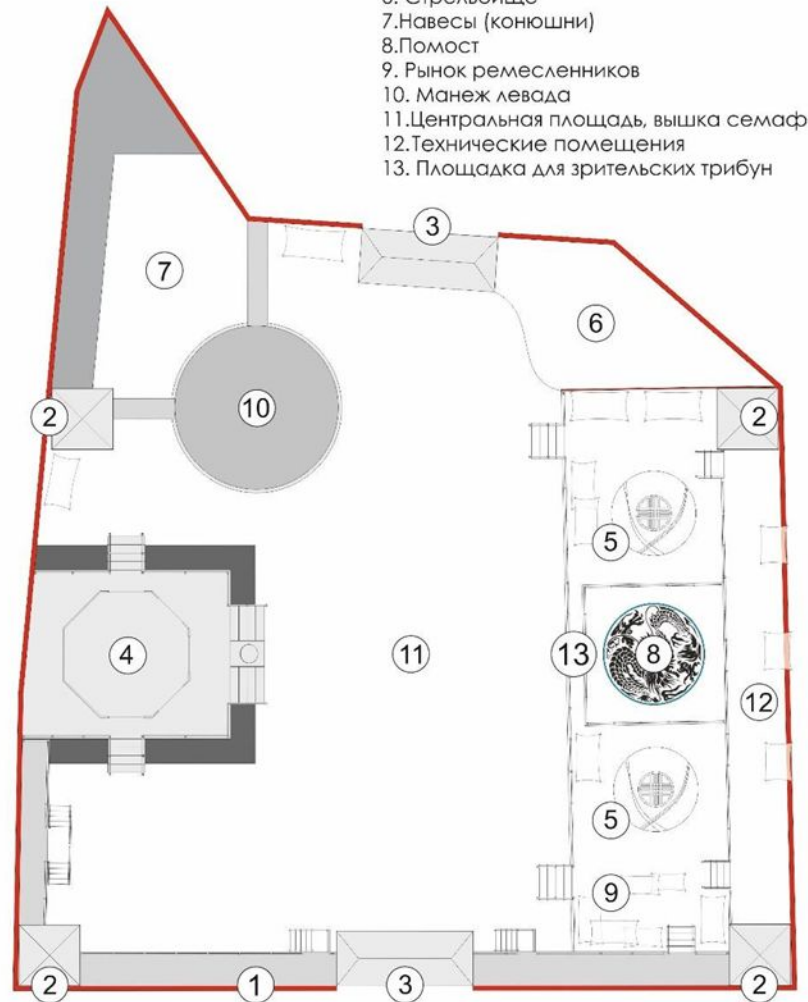 6. Стрельбище
7.Навесы (конюшни)
8.Помост
9. Рынок ремесленников
10. Манеж левада
11.Центральная площадь, вышка семаф
12.Технические помещения
13. Площадка для зрительских трибун
3
7
6
10
2
2
5
4
11
13
8
12
5
9
2
1
3
2